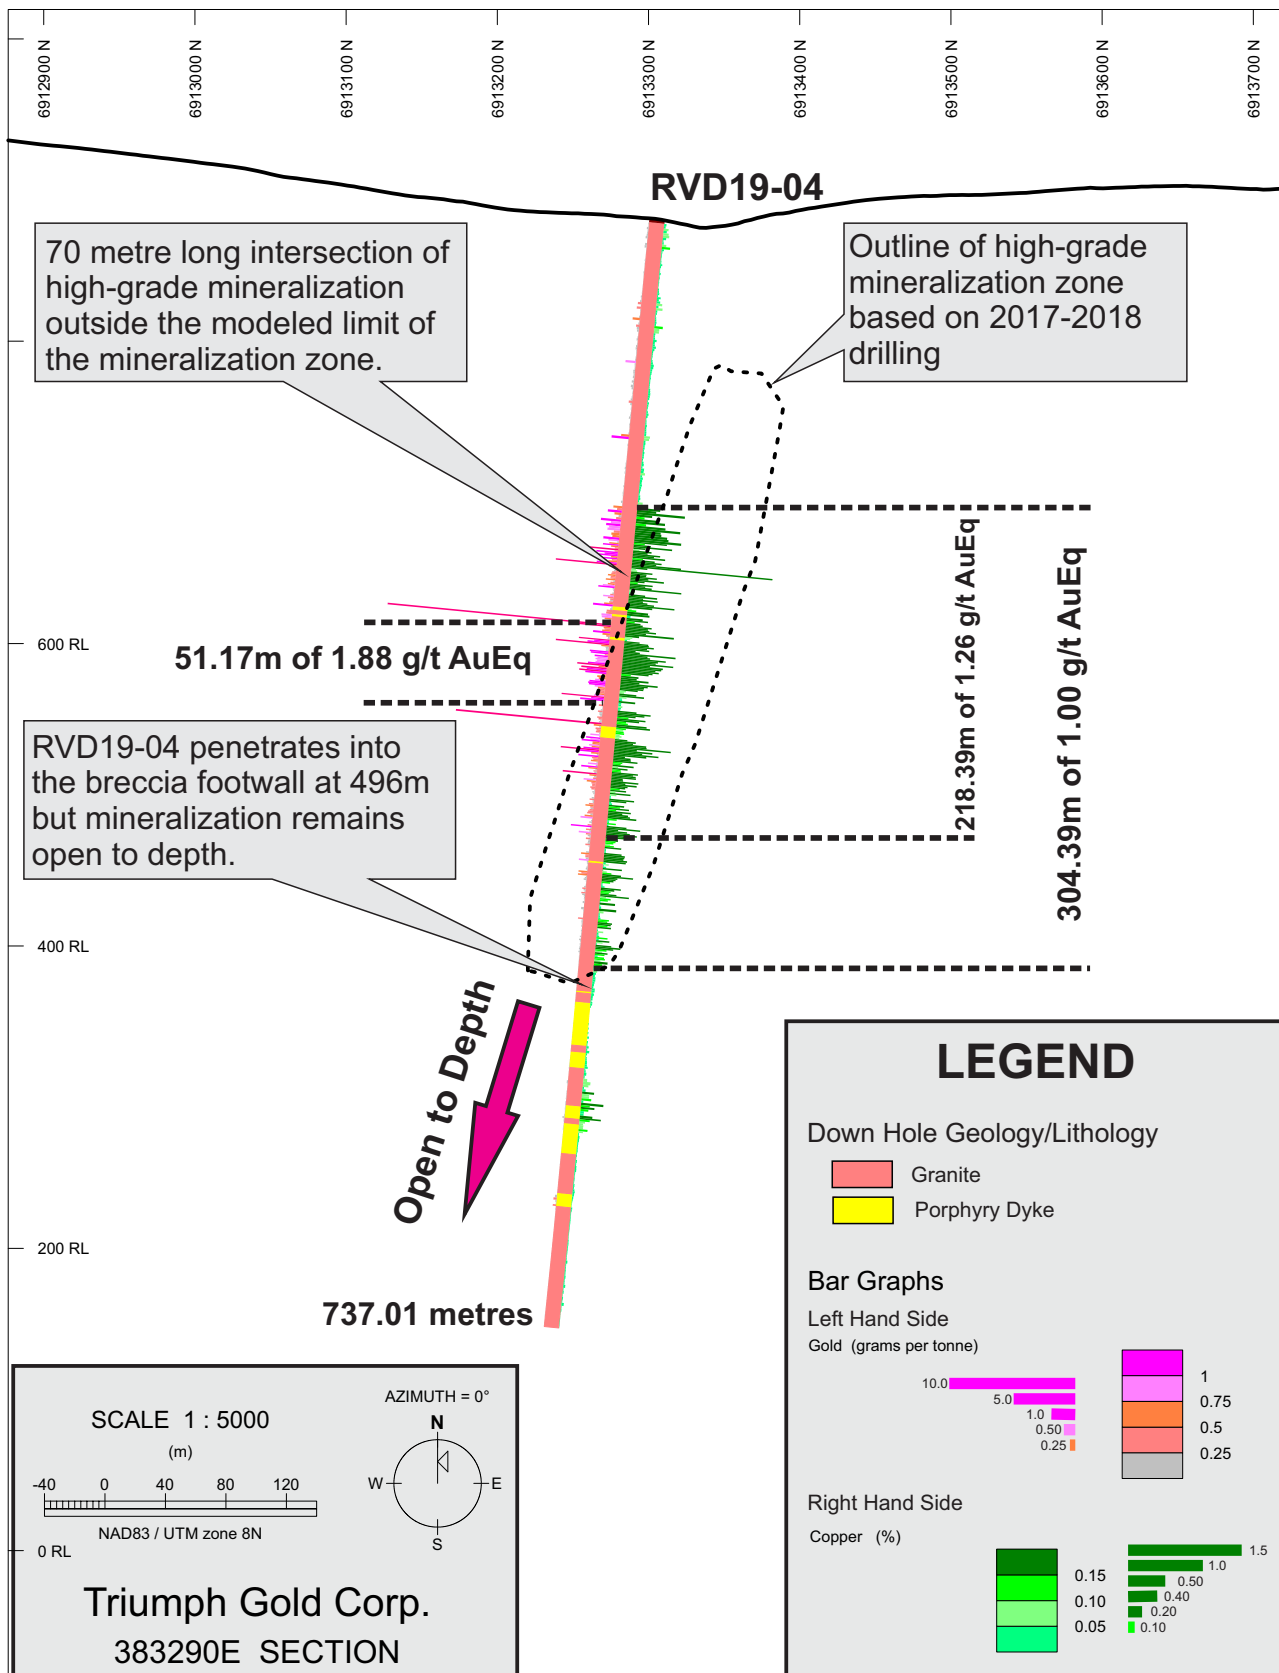 6912900 N
6913000 N
6913100 N
6913200 N
6913300 N
6913400 N
6913500 N
6913600 N
6913700 N
RVD19-04
70 metre long intersection of
high-grade mineralization
outside the modeled limit of
the mineralization zone.
Outline of high-grade
mineralization zone
based on 2017-2018
drilling
600 RL
51.17m of 1.88 g/t AuEq
218.39m of 1.26 g/t AuEq
304.39m of 1.00 g/t AuEq
RVD19-04 penetrates into
the breccia footwall at 496m
but mineralization remains
open to depth.
400 RL
Open to Depth
200 RL
737.01 metres
0 RL
SCALE 1 : 5000
(m)
-40 0 40 80 120
NAD83 / UTM zone 8N
AZIMUTH = 0°
N
W
E
S
Triumph Gold Corp.
383290E SECTION
LEGEND
Down Hole Geology/Lithology
Granite
Porphyry Dyke
Bar Graphs
Left Hand Side
Gold (grams per tonne)
10.0
5.0
1.0
0.50
0.25
1
0.75
0.5
0.25
Right Hand Side
Copper (%)
0.15
0.10
0.05
1.5
1.0
0.50
0.40
0.20
0.10